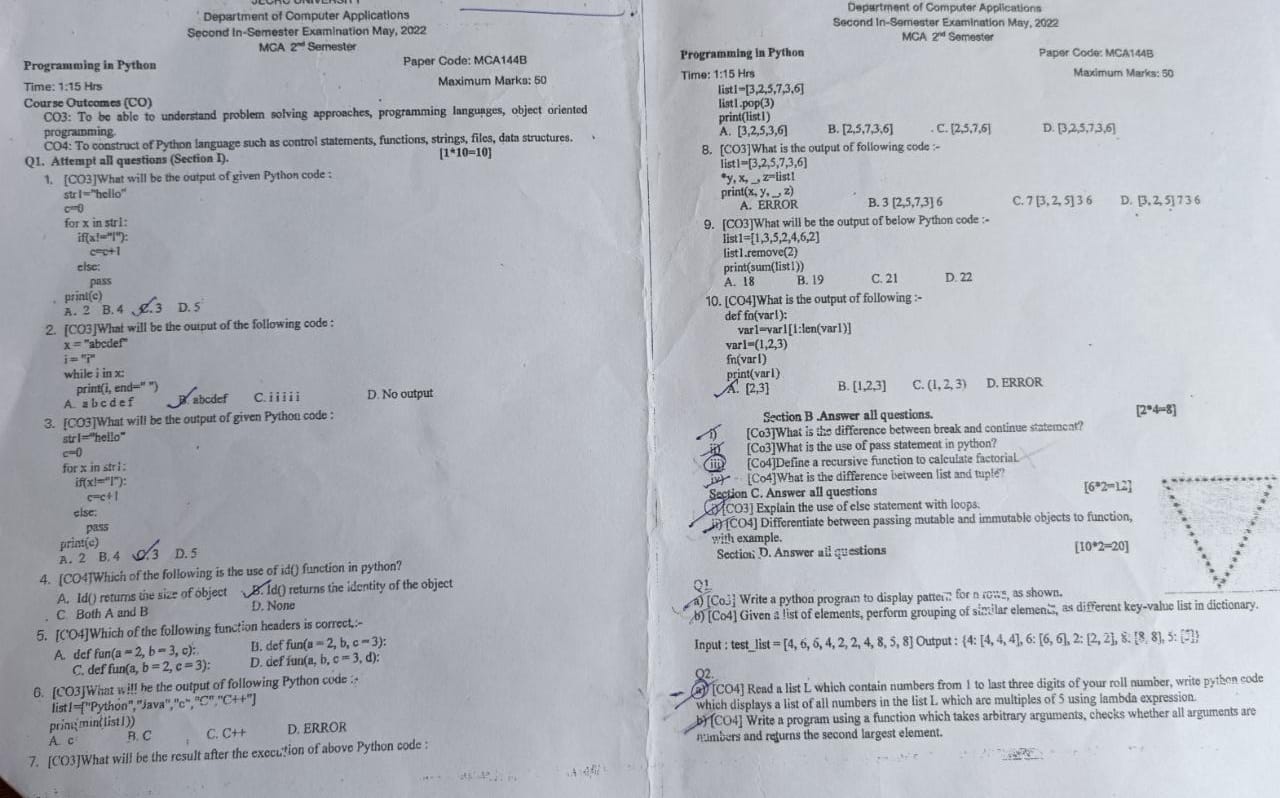 Department of Computer Applications
Second In-Semester Examination May, 2022
MCA 2nd Semester
Programming in Python Paper Code: MCA144B
Time: 1:15 Hrs Maximum Marks: 50
Course Outcomes (CO)
CO3: To be able to understand problem solving approaches, programming languages, object oriented
programming.
CO4: To construct of Python language such as control statements, functions, strings, files, data structures.
Q1. Attempt all questions (Section I). [1*10=10]
1. [CO3]What will be the output of given Python code :
str1="hello"
c=0
for x in str1:
if(x!="l"):
c=c+1
else:
pass
print(c)
A. 2 B. 4 C. 3 D. 5
2. [CO3]What will be the output of the following code :
x = "abcdef"
i = "i"
while i in x:
print(i, end=" ")
A. a b c d e f B. abcdef C. i i i i i D. No output
3. [CO3]What will be the output of given Python code :
str1="hello"
c=0
for x in str1:
if(x!="l"):
c=c+1
else:
pass
print(c)
A. 2 B. 4 C. 3 D. 5
4. [CO4]Which of the following is the use of id() function in python?
A. Id() returns the size of object B. Id() returns the identity of the object
C. Both A and B D. None
5. [CO4]Which of the following function headers is correct,:-
A. def fun(a = 2, b = 3, c): B. def fun(a = 2, b, c = 3):
C. def fun(a, b = 2, c = 3): D. def fun(a, b, c = 3, d):
6. [CO3]What will be the output of following Python code :-
list1=["Python","Java","c","C","C++"]
print(min(list1))
A. c B. C C. C++ D. ERROR
7. [CO3]What will be the result after the execution of above Python code :
Department of Computer Applications
Second In-Semester Examination May, 2022
MCA 2nd Semester
Programming in Python Paper Code: MCA144B
Time: 1:15 Hrs Maximum Marks: 50
list1=[3,2,5,7,3,6]
list1.pop(3)
print(list1)
A. [3,2,5,3,6] B. [2,5,7,3,6] C. [2,5,7,6] D. [3,2,5,7,3,6]
8. [CO3]What is the output of following code :-
list1=[3,2,5,7,3,6]
*y, x, _, z=list1
print(x, y, _, z)
A. ERROR B. 3 [2,5,7,3] 6 C. 7 [3, 2, 5] 3 6 D. [3, 2, 5] 7 3 6
9. [CO3]What will be the output of below Python code :-
list1=[1,3,5,2,4,6,2]
list1.remove(2)
print(sum(list1))
A. 18 B. 19 C. 21 D. 22
10. [CO4]What is the output of following :-
def fn(var1):
var1=var1[1:len(var1)]
var1=(1,2,3)
fn(var1)
print(var1)
A. [2,3] B. [1,2,3] C. (1, 2, 3) D. ERROR
Section B .Answer all questions. [2*4=8]
i) [Co3]What is the difference between break and continue statement?
ii) [Co3]What is the use of pass statement in python?
iii) [Co4]Define a recursive function to calculate factorial.
iv) [Co4]What is the difference between list and tuple?
Section C. Answer all questions [6*2=12]
i) [CO3] Explain the use of else statement with loops.
ii) [CO4] Differentiate between passing mutable and immutable objects to function,
with example.
Section D. Answer all questions [10*2=20]
Q1.
a) [Co3] Write a python program to display pattern for n rows, as shown.
b) [Co4] Given a list of elements, perform grouping of similar elements, as different key-value list in dictionary.
Input : test_list = [4, 6, 6, 4, 2, 2, 4, 8, 5, 8] Output : {4: [4, 4, 4], 6: [6, 6], 2: [2, 2], 8: [8, 8], 5: [5]}
Q2.
a) [CO4] Read a list L which contain numbers from 1 to last three digits of your roll number, write python code
which displays a list of all numbers in the list L which are multiples of 5 using lambda expression.
b) [CO4] Write a program using a function which takes arbitrary arguments, checks whether all arguments are
numbers and returns the second largest element.